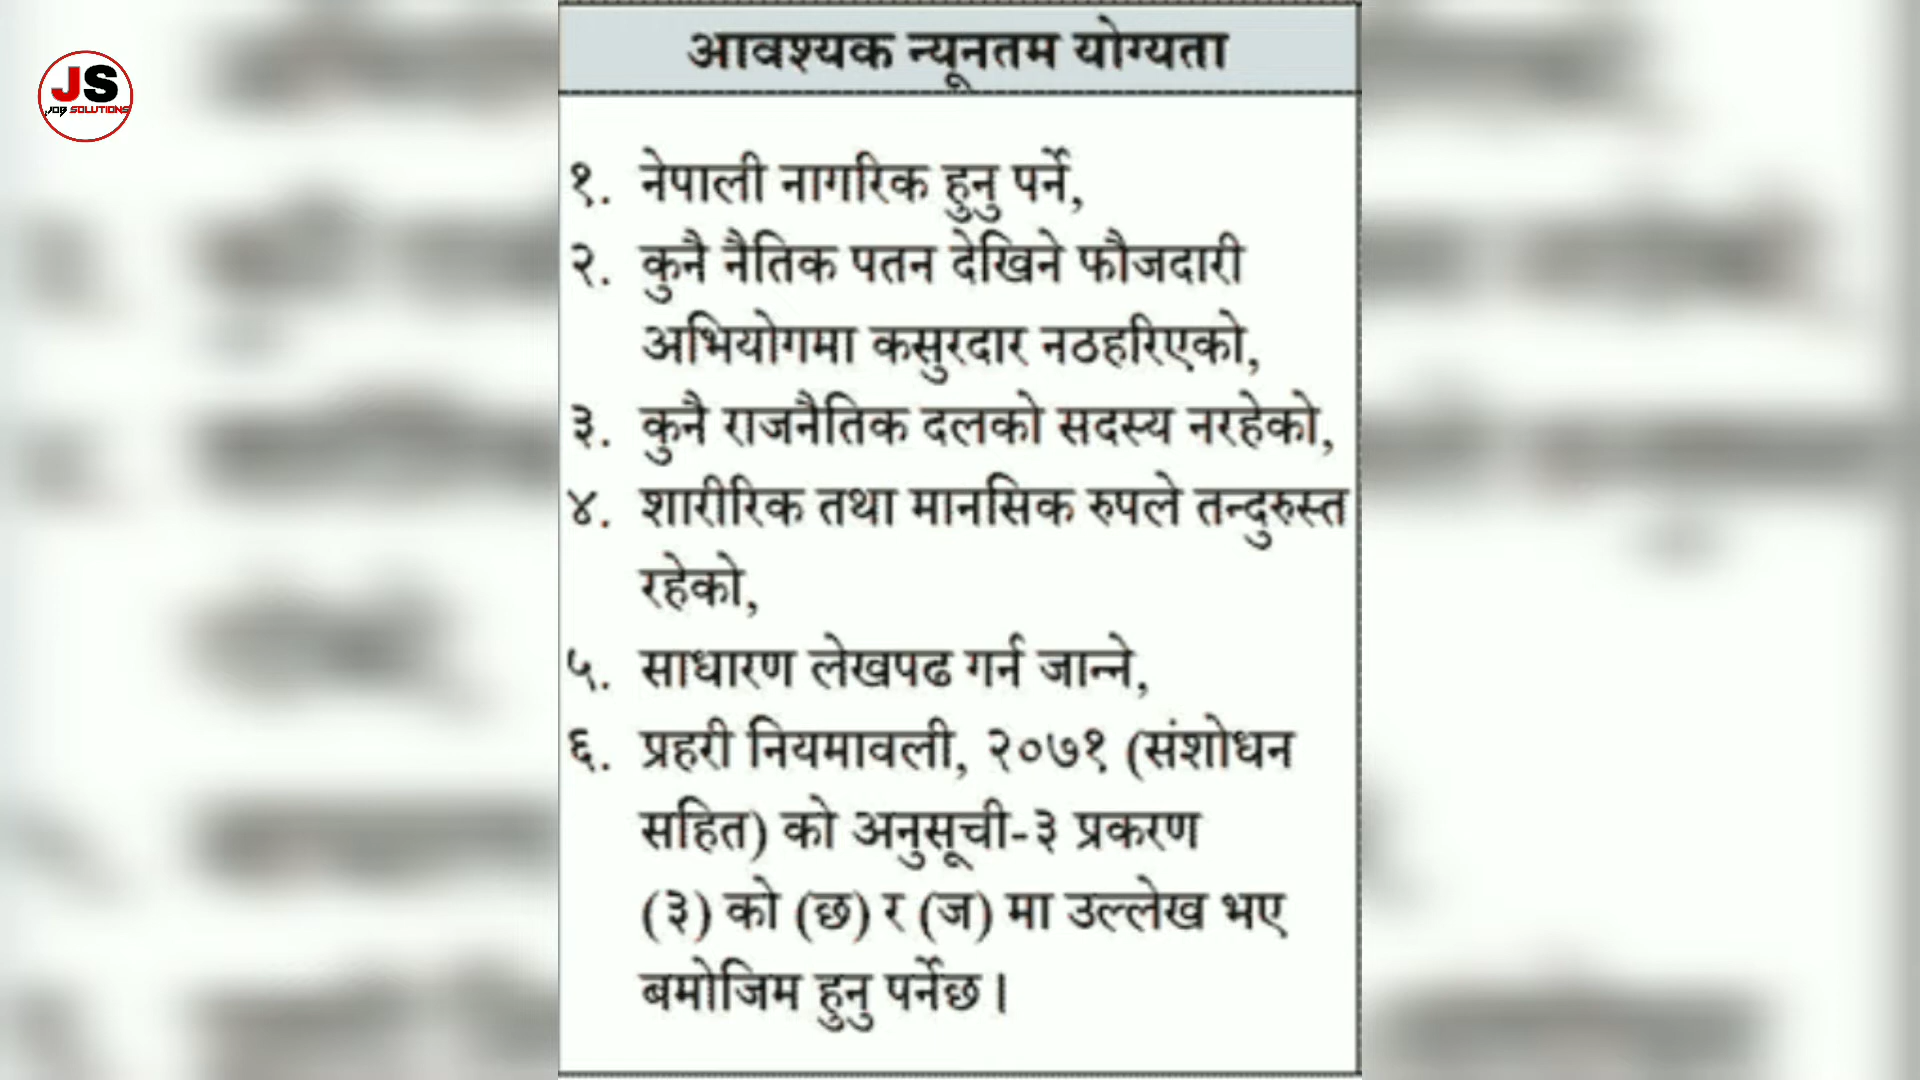 JS
JOB SOLUTIONS
आवश्यक न्यूनतम योग्यता
१. नेपाली नागरिक हुनु पर्ने,
२. कुनै नैतिक पतन देखिने फौजदारी
अभियोगमा कसुरदार नठहरिएको,
३. कुनै राजनैतिक दलको सदस्य नरहेको,
४. शारीरिक तथा मानसिक रुपले तन्दुरुस्त
रहेको,
५. साधारण लेखपढ गर्न जान्ने,
६. प्रहरी नियमावली, २०७१ (संशोधन
सहित) को अनुसूची-३ प्रकरण
(३) को (छ) र (ज) मा उल्लेख भए
बमोजिम हुनु पर्नेछ ।